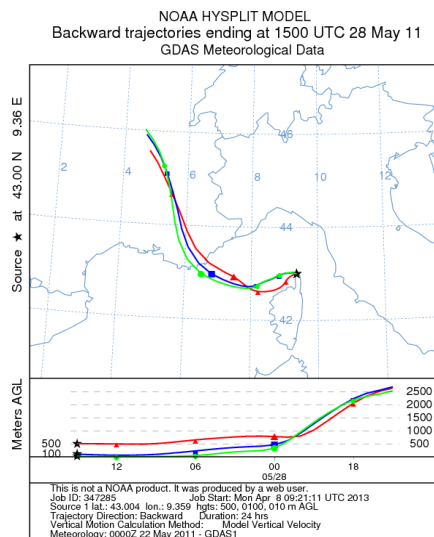 NOAA HYSPLIT MODEL
Backward trajectories ending at 1500 UTC 28 May 11
GDAS Meteorological Data
Source ★ at 43.00 N 9.36 E
2
4
6
8
10
12
46
44
42
Meters AGL
500
100
2500
2000
1500
1000
500
12
06
00
18
05/28
This is not a NOAA product. It was produced by a web user.
Job ID: 347285 Job Start: Mon Apr 8 09:21:11 UTC 2013
Source 1 lat.: 43.004 lon.: 9.359 hgts: 500, 0100, 010 m AGL
Trajectory Direction: Backward Duration: 24 hrs
Vertical Motion Calculation Method: Model Vertical Velocity
Meteorology: 0000Z 22 May 2011 - GDAS1